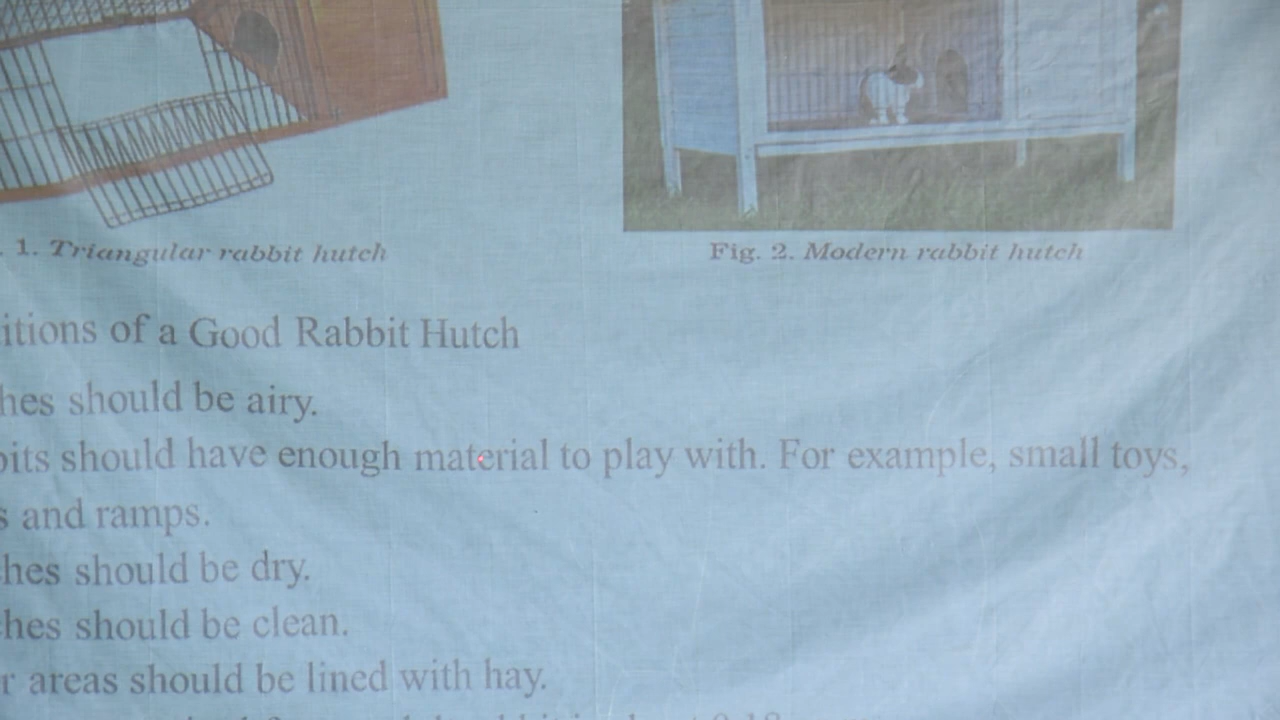 . 1. Triangular rabbit hutch
Fig. 2. Modern rabbit hutch
itions of a Good Rabbit Hutch
hes should be airy.
bits should have enough material to play with. For example, small toys,
s and ramps.
hes should be dry.
hes should be clean.
r areas should be lined with hay.